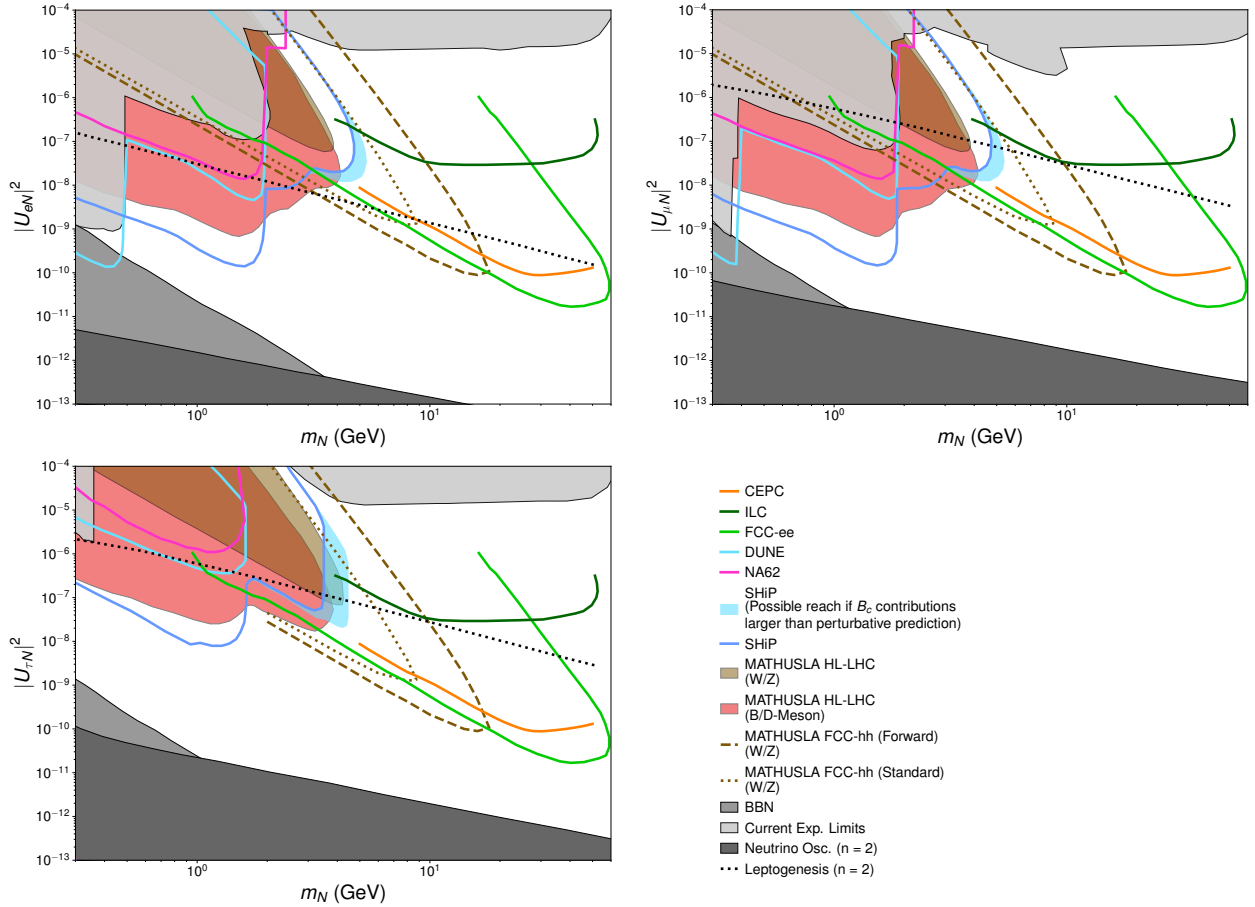 10⁻⁴
10⁻⁵
10⁻⁶
10⁻⁷
10⁻⁸
10⁻⁹
10⁻¹⁰
10⁻¹¹
10⁻¹²
10⁻¹³
|U_{eN}|²
10⁰
10¹
m_N (GeV)
10⁻⁴
10⁻⁵
10⁻⁶
10⁻⁷
10⁻⁸
10⁻⁹
10⁻¹⁰
10⁻¹¹
10⁻¹²
10⁻¹³
|U_{μN}|²
10⁰
10¹
m_N (GeV)
10⁻⁴
10⁻⁵
10⁻⁶
10⁻⁷
10⁻⁸
10⁻⁹
10⁻¹⁰
10⁻¹¹
10⁻¹²
10⁻¹³
|U_{τN}|²
10⁰
10¹
m_N (GeV)
CEPC
ILC
FCC-ee
DUNE
NA62
SHiP
(Possible reach if B_c contributions
larger than perturbative prediction)
SHiP
MATHUSLA HL-LHC
(W/Z)
MATHUSLA HL-LHC
(B/D-Meson)
MATHUSLA FCC-hh (Forward)
(W/Z)
MATHUSLA FCC-hh (Standard)
(W/Z)
BBN
Current Exp. Limits
Neutrino Osc. (n = 2)
Leptogenesis (n = 2)